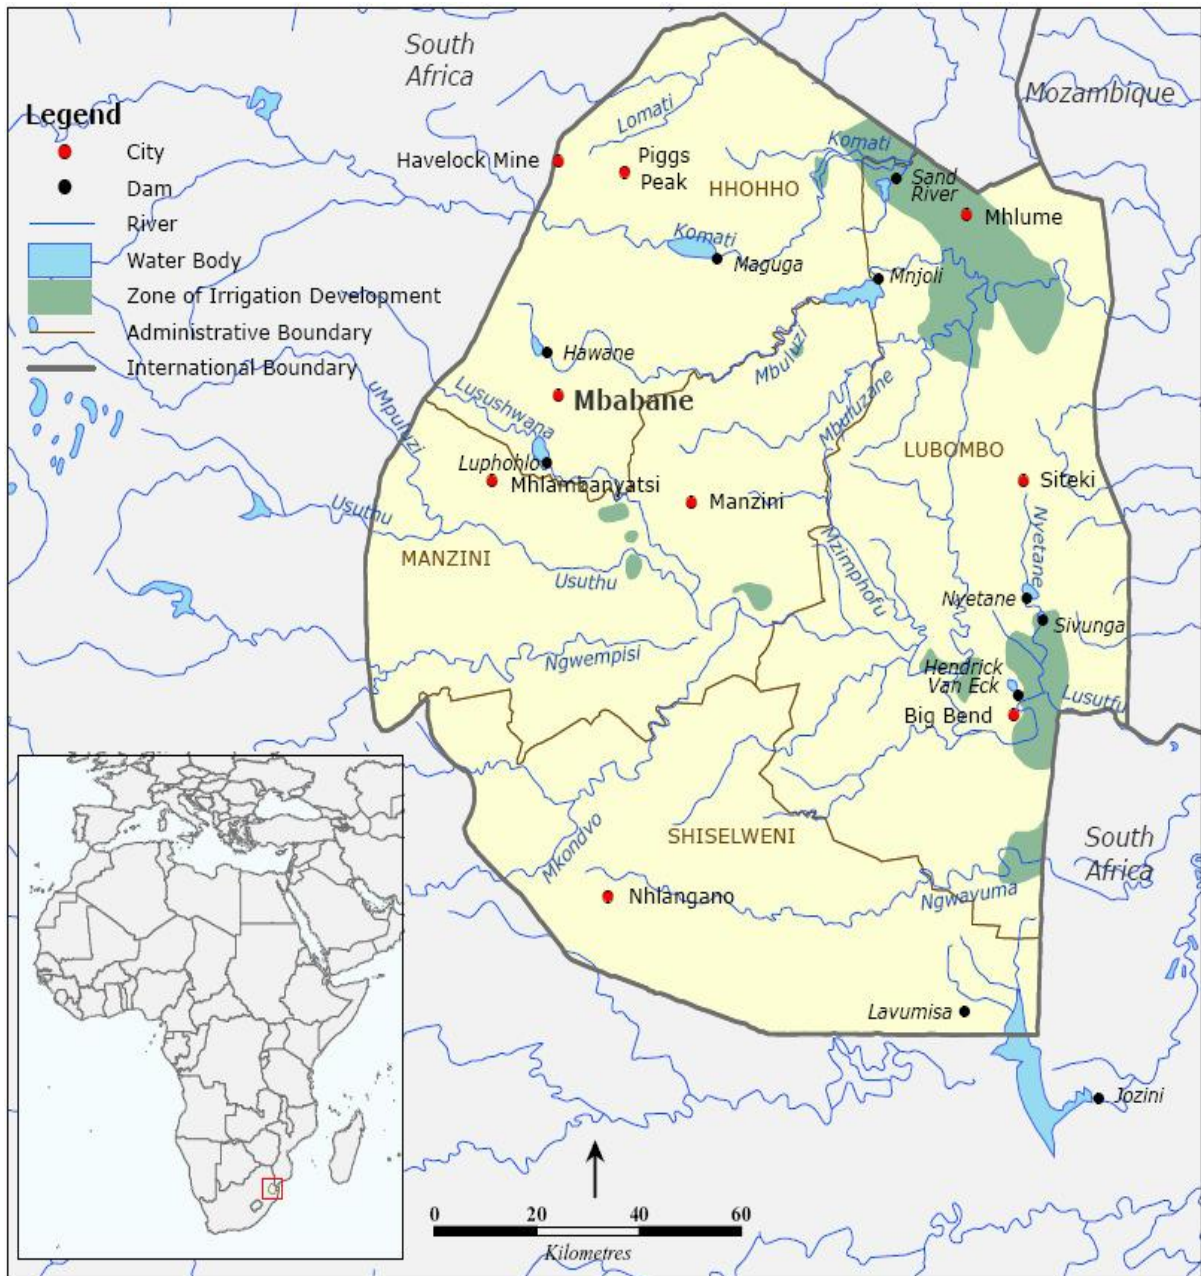 South
Africa
Mozambique
Legend
City
Dam
River
Water Body
Zone of Irrigation Development
Administrative Boundary
International Boundary
Lomati
Komati
Havelock Mine
Piggs
Peak
HHOHHO
Sand
River
Mhlume
Komati
Maguga
Mnjoli
Hawane
Mbuluzi
Mbabane
Lusushwana
uMpuluzi
Mbuluzane
LUBOMBO
Luphohlo
Mhlambanyatsi
Manzini
Siteki
Usuthu
Nyetane
MANZINI
Usuthu
Mzimphofu
Nyetane
Sivunga
Ngwempisi
Hendrick
Van Eck
Lusutfu
Big Bend
SHISELWENI
Mkondvo
South
Africa
Nhlangano
Ngwayuma
Lavumisa
Jozini
0 20 40 60
Kilometres